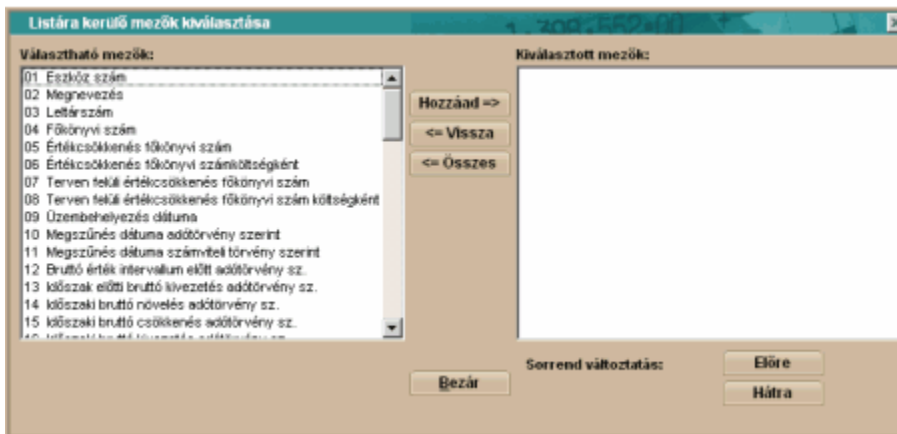 Listára kerülő mezők kiválasztása
Választható mezők:
Kiválasztott mezők:
01 Eszköz szám
02 Megnevezés
03 Leltárszám
04 Főkönyvi szám
05 Értékcsökkenés főkönyvi szám
06 Értékcsökkenés főkönyvi számköltségként
07 Terven felüli értékcsökkenés főkönyvi szám
08 Terven felüli értékcsökkenés főkönyvi szám költségként
09 Üzembehelyezés dátuma
10 Megszűnés dátuma adótörvény szerint
11 Megszűnés dátuma számviteli törvény szerint
12 Bruttó érték intervallum előtt adótörvény sz.
13 Időszak előtti bruttó kivezetés adótörvény sz.
14 Időszaki bruttó növelés adótörvény sz.
15 Időszaki bruttó csökkenés adótörvény sz.
Hozzáad =>
<= Vissza
<= Összes
Bezár
Sorrend változtatás:
Előre
Hátra